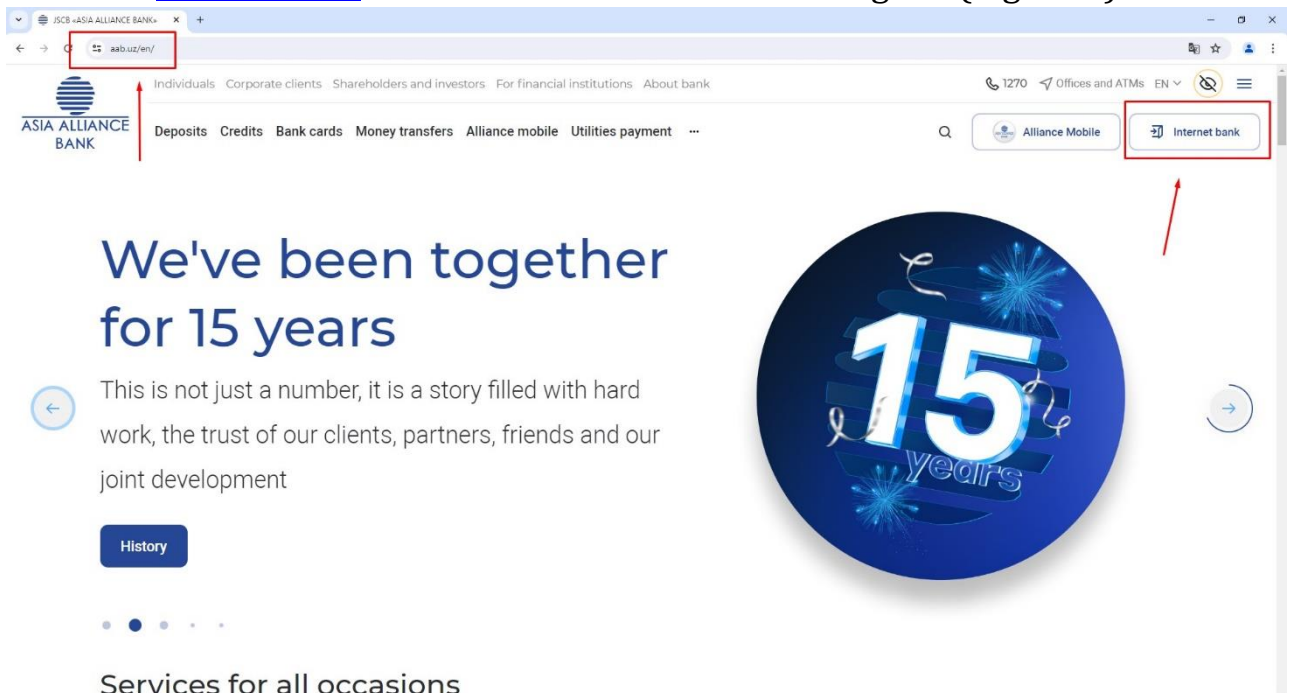 JSCB «ASIA ALLIANCE BANK»
aab.uz/en/
Individuals Corporate clients Shareholders and investors For financial institutions About bank
1270 Offices and ATMs EN
ASIA ALLIANCE
BANK
Deposits Credits Bank cards Money transfers Alliance mobile Utilities payment ...
Alliance Mobile
Internet bank
We've been together
for 15 years
This is not just a number, it is a story filled with hard
work, the trust of our clients, partners, friends and our
joint development
History
15
years
Services for all occasions